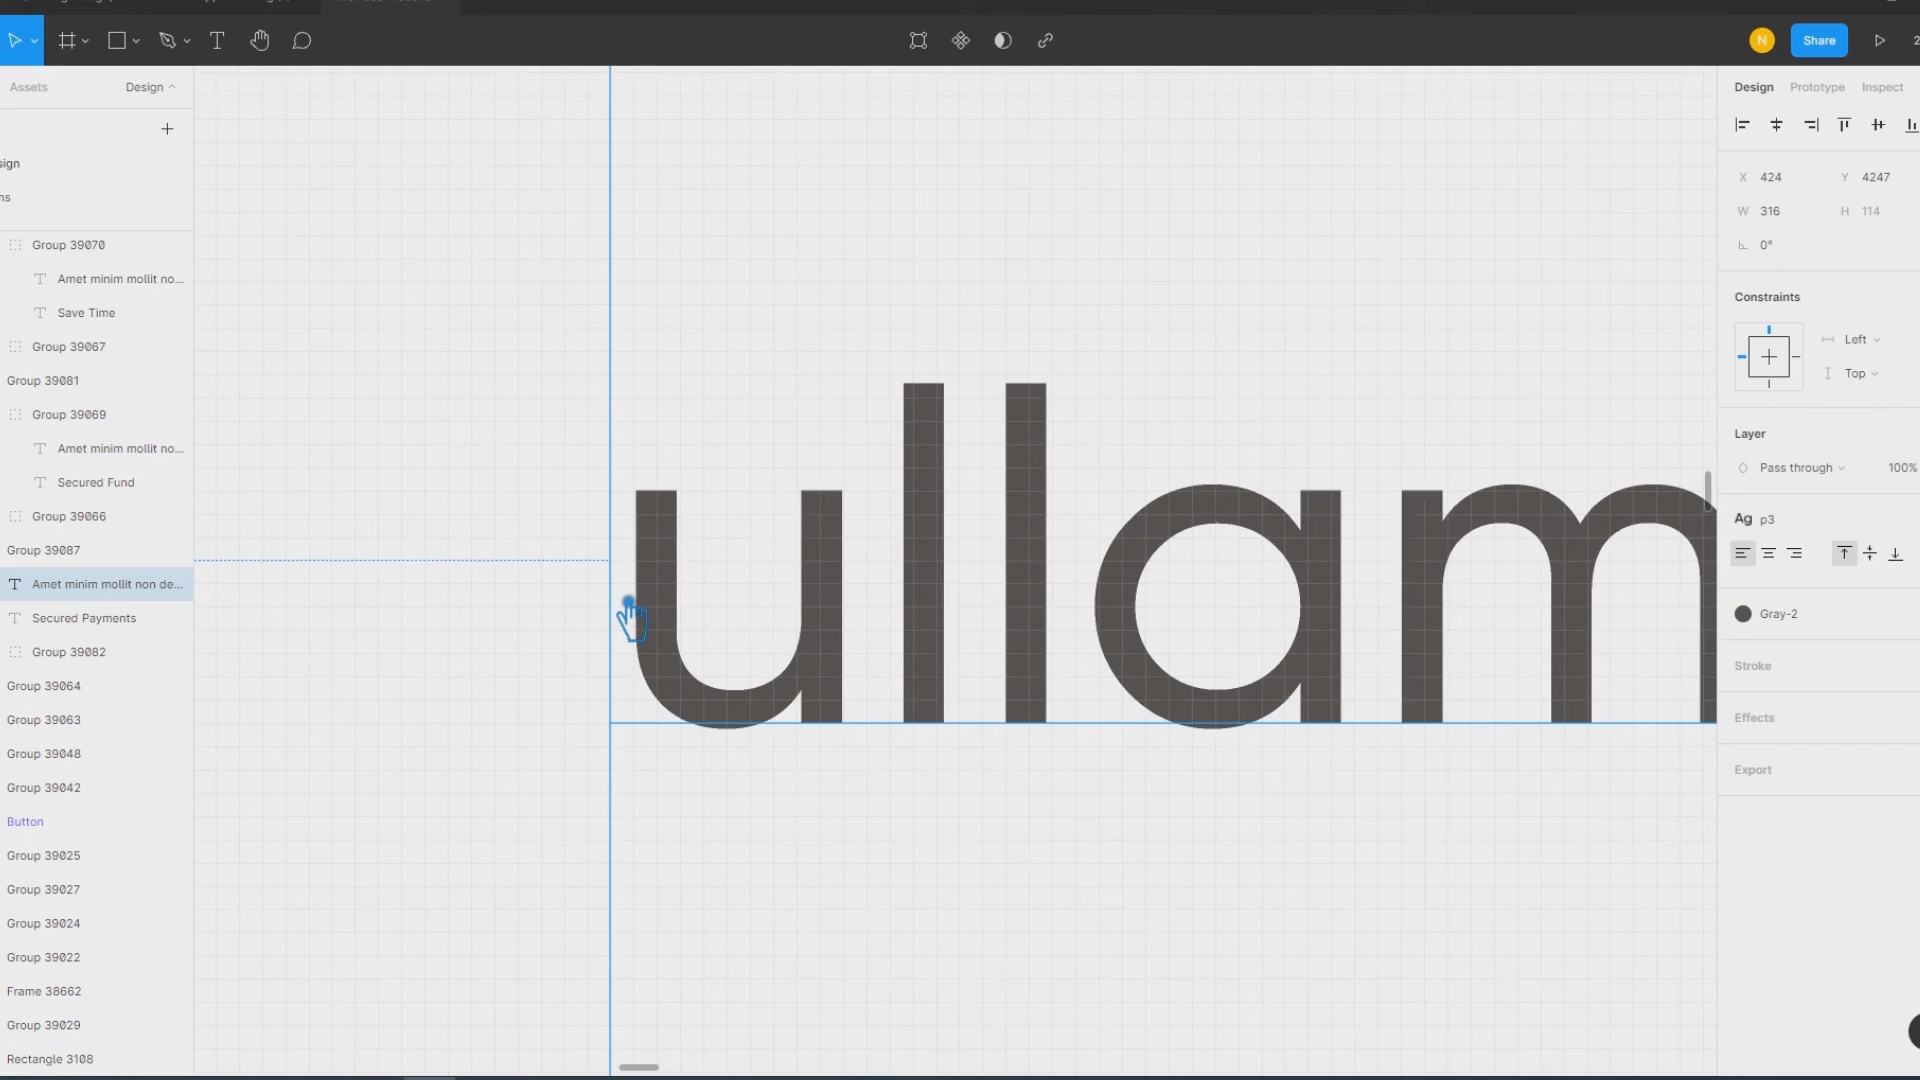 N
Share
2
Assets
Design
sign
ns
Group 39070
Amet minim mollit no...
Save Time
Group 39067
Group 39081
Group 39069
Amet minim mollit no...
Secured Fund
Group 39066
Group 39087
Amet minim mollit non de...
Secured Payments
Group 39082
Group 39064
Group 39063
Group 39048
Group 39042
Button
Group 39025
Group 39027
Group 39024
Group 39022
Frame 38662
Group 39029
Rectangle 3108
ullam
Design Prototype Inspect
X 424 Y 4247
W 316 H 114
0°
Constraints
Left
Top
Layer
Pass through 100%
Ag p3
Gray-2
Stroke
Effects
Export